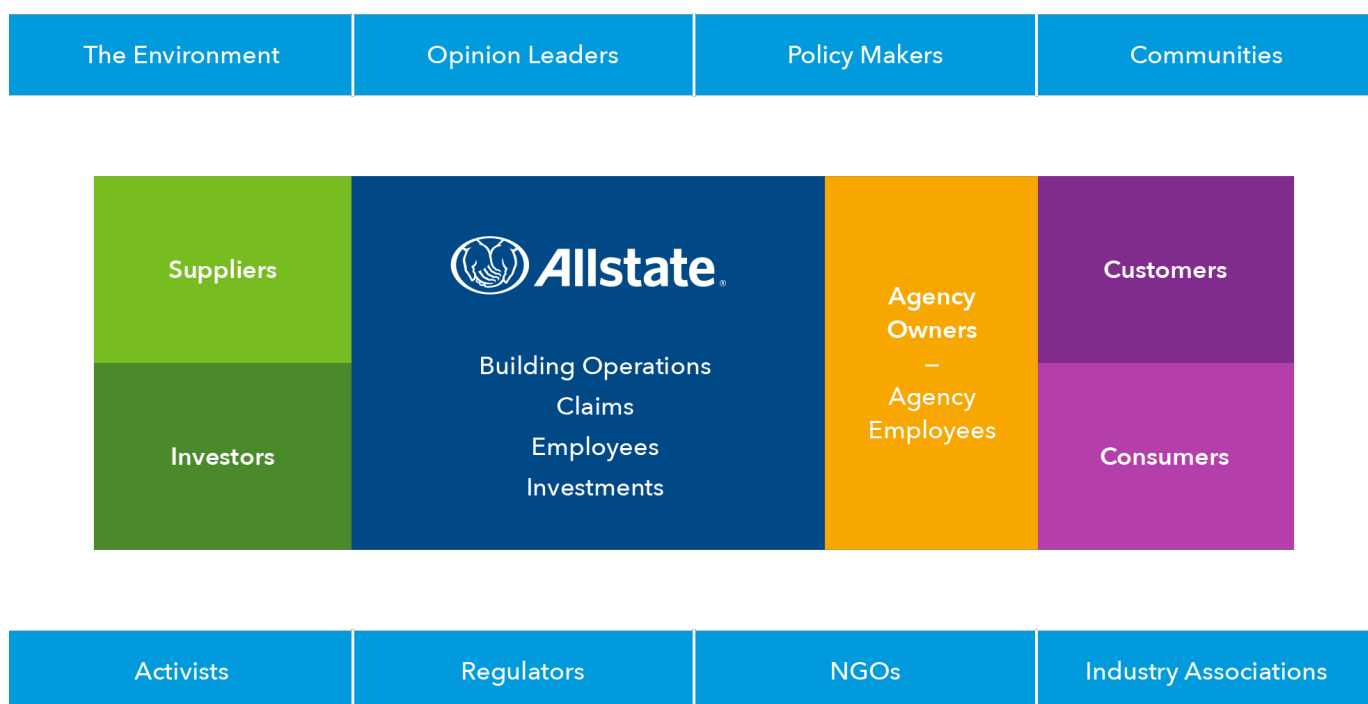 The Environment
Opinion Leaders
Policy Makers
Communities
Suppliers
Investors
Allstate®
Building Operations
Claims
Employees
Investments
Agency
Owners
–
Agency
Employees
Customers
Consumers
Activists
Regulators
NGOs
Industry Associations